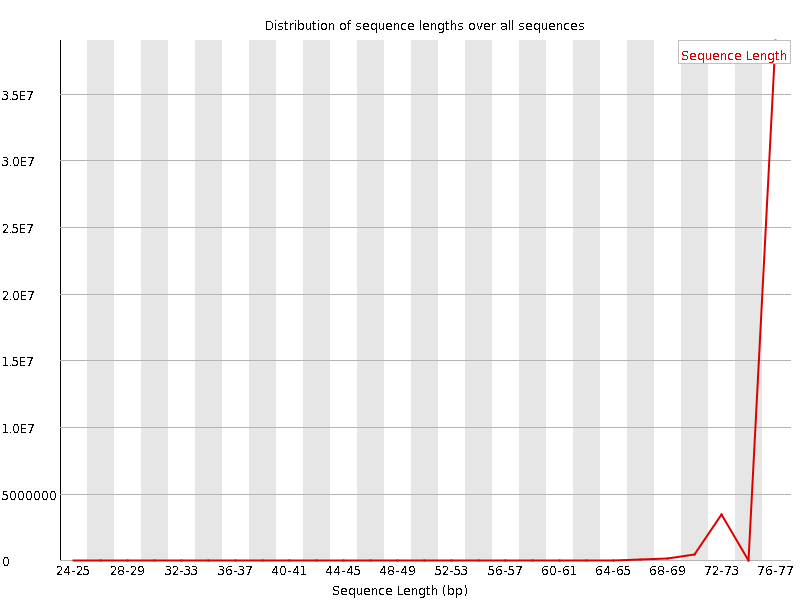 Distribution of sequence lengths over all sequences
Sequence Length
3.5E7
3.0E7
2.5E7
2.0E7
1.5E7
1.0E7
5000000
0
24-25 28-29 32-33 36-37 40-41 44-45 48-49 52-53 56-57 60-61 64-65 68-69 72-73 76-77
Sequence Length (bp)